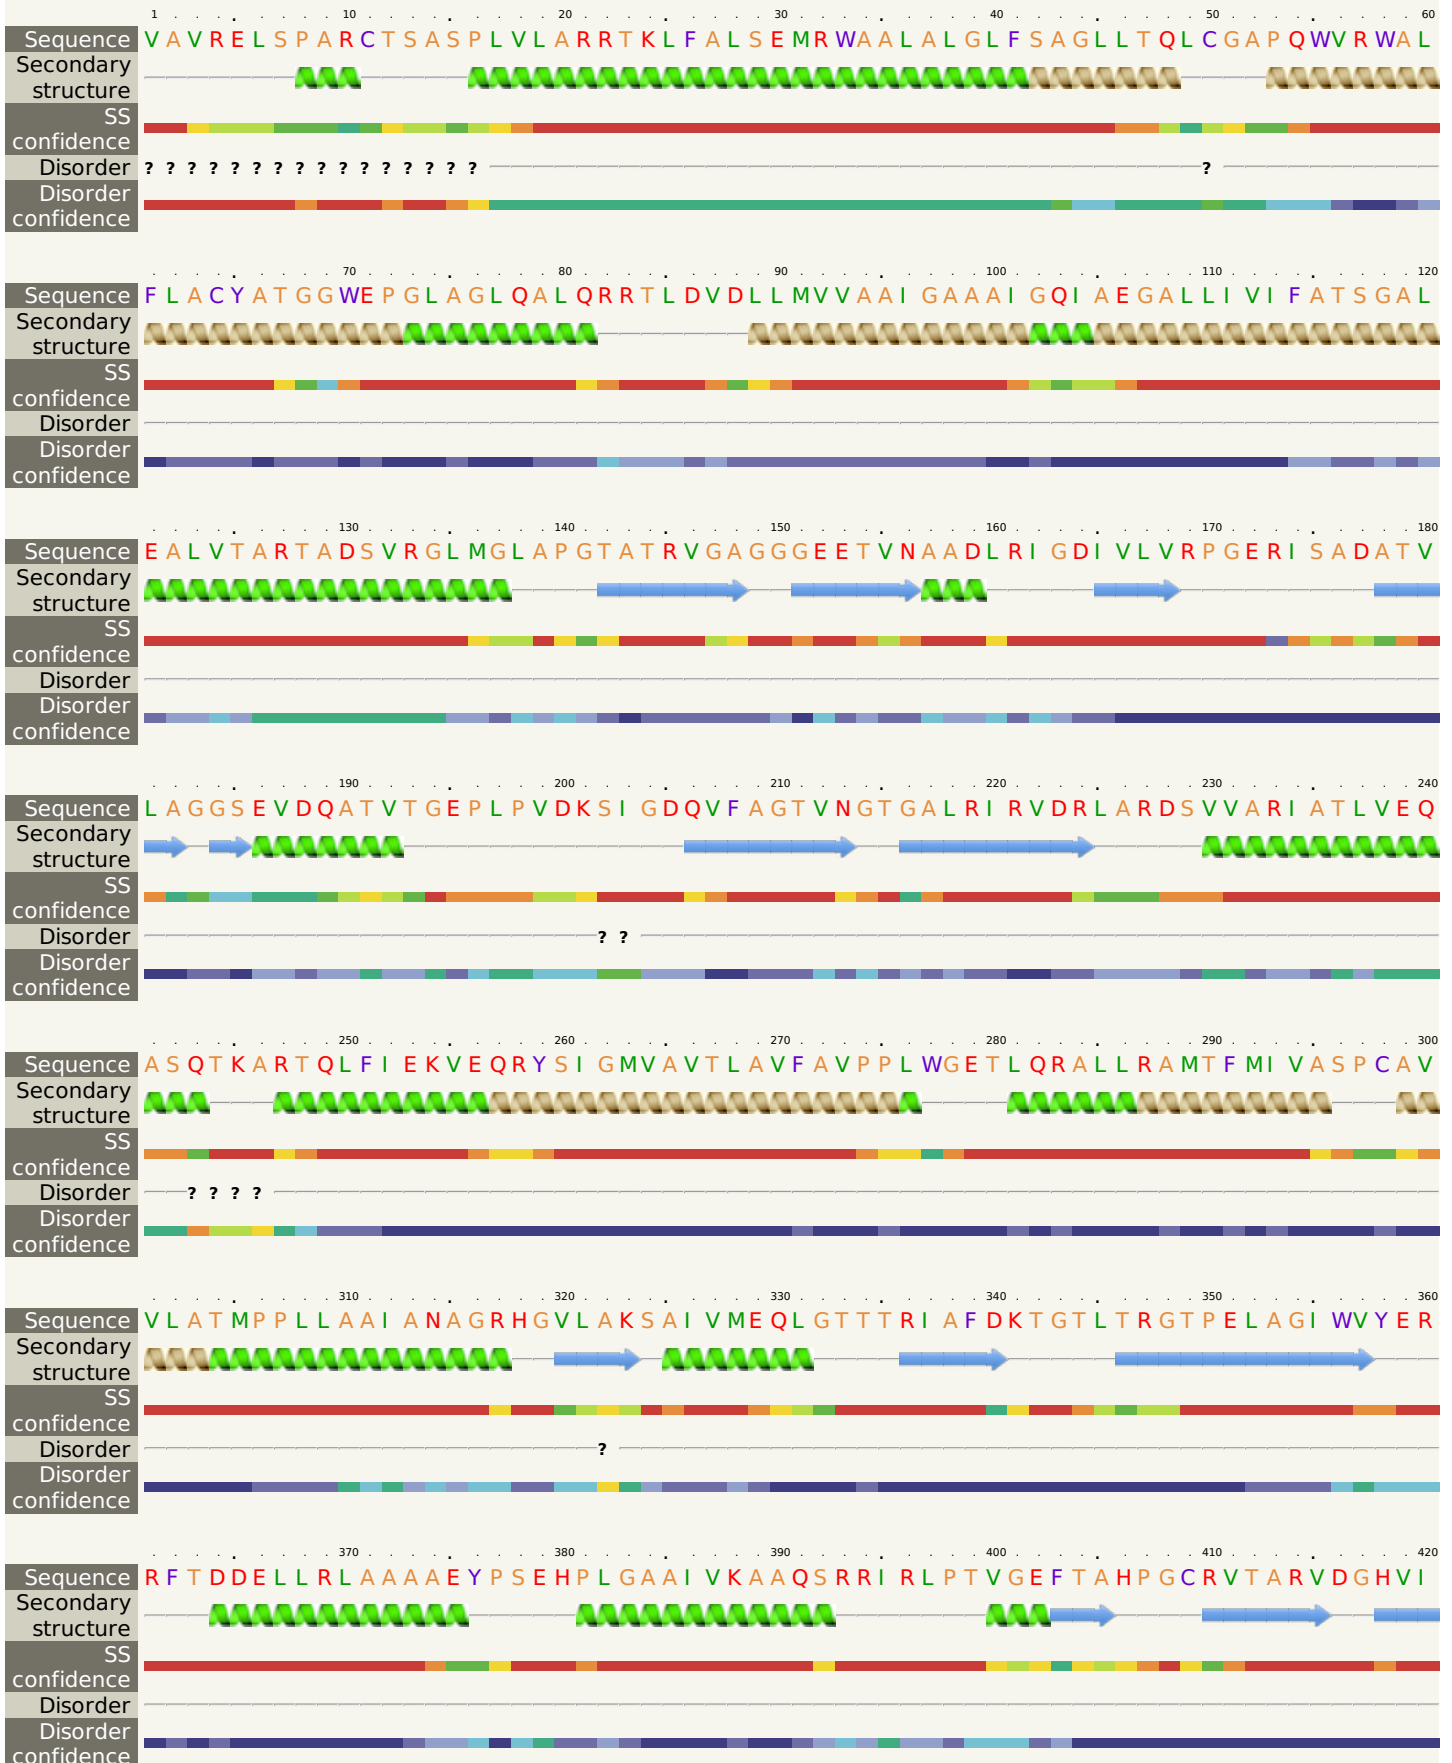 1 10 20 30 40 50 60
Sequence VAVRELSPARCTSASPLVLARRTKLFALSEMRWAALALGLFSAGLLTQLCGAPQWVRWAL
Secondary
structure
SS
confidence
Disorder ? ? ? ? ? ? ? ? ? ? ? ? ? ? ? ? ?
Disorder
confidence
70 80 90 100 110 120
Sequence FLACYATGGWEPGLAGLQALQRRTLDVDLLMVVAAIGAAAIGQIAEGALLIVIFATSGAL
Secondary
structure
SS
confidence
Disorder
Disorder
confidence
130 140 150 160 170 180
Sequence EALVTARTADSVRGLMGLAPGTATRVGAGGGEETVNAADLRIGDIVLVRPGERISADATV
Secondary
structure
SS
confidence
Disorder
Disorder
confidence
190 200 210 220 230 240
Sequence LAGGSEVDQATVTGEPLPVDKSIGDQVFAGTVNGTGALRIRVDRLARDSVVARIATLVEQ
Secondary
structure
SS
confidence
Disorder ? ?
Disorder
confidence
250 260 270 280 290 300
Sequence ASQTKARTQLFIEKVEQRYSIGMVAVTLAVFAVPPLWGETLQRALLRAMTFMIVASPCAV
Secondary
structure
SS
confidence
Disorder ? ? ? ?
Disorder
confidence
310 320 330 340 350 360
Sequence VLATMPPLLAAIANAGRHGVLAKSAIVMEQLGTTTRIAFDKTGTLTRGTPELAGIWVYER
Secondary
structure
SS
confidence
Disorder ?
Disorder
confidence
370 380 390 400 410 420
Sequence RFTDDELLRLAAAAEYPSEHPLGAAIVKAAQSRRIRLPTVGEFTAHPGCRVTARVDGHVI
Secondary
structure
SS
confidence
Disorder
Disorder
confidence